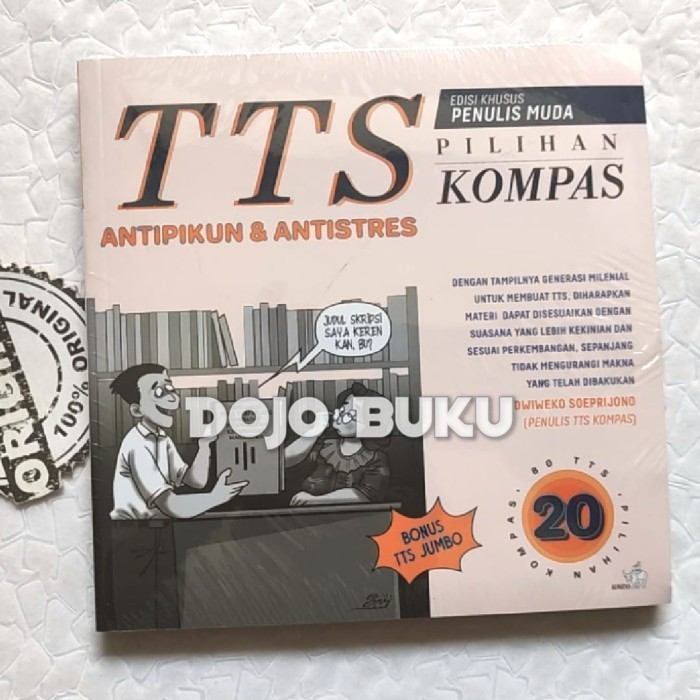 TTS
ANTIPIKUN & ANTISTRES
EDISI KHUSUS
PENULIS MUDA
PILIHAN
KOMPAS
DENGAN TAMPILNYA GENERASI MILENIAL
UNTUK MEMBUAT TTS, DIHARAPKAN
MATERI DAPAT DISESUAIKAN DENGAN
SUASANA YANG LEBIH KEKINIAN DAN
SESUAI PERKEMBANGAN, SEPANJANG
TIDAK MENGURANGI MAKNA
YANG TELAH DIBAKUKAN
DWIWEKO SOEPRIJONO
(PENULIS TTS KOMPAS)
JUDUL SKRIPSI
SAYA KEREN
KAN, BU?
DOJO BUKU
BONUS
TTS JUMBO
80 TTS PILIHAN KOMPAS
20
100% ORIGINAL
ORIGIN